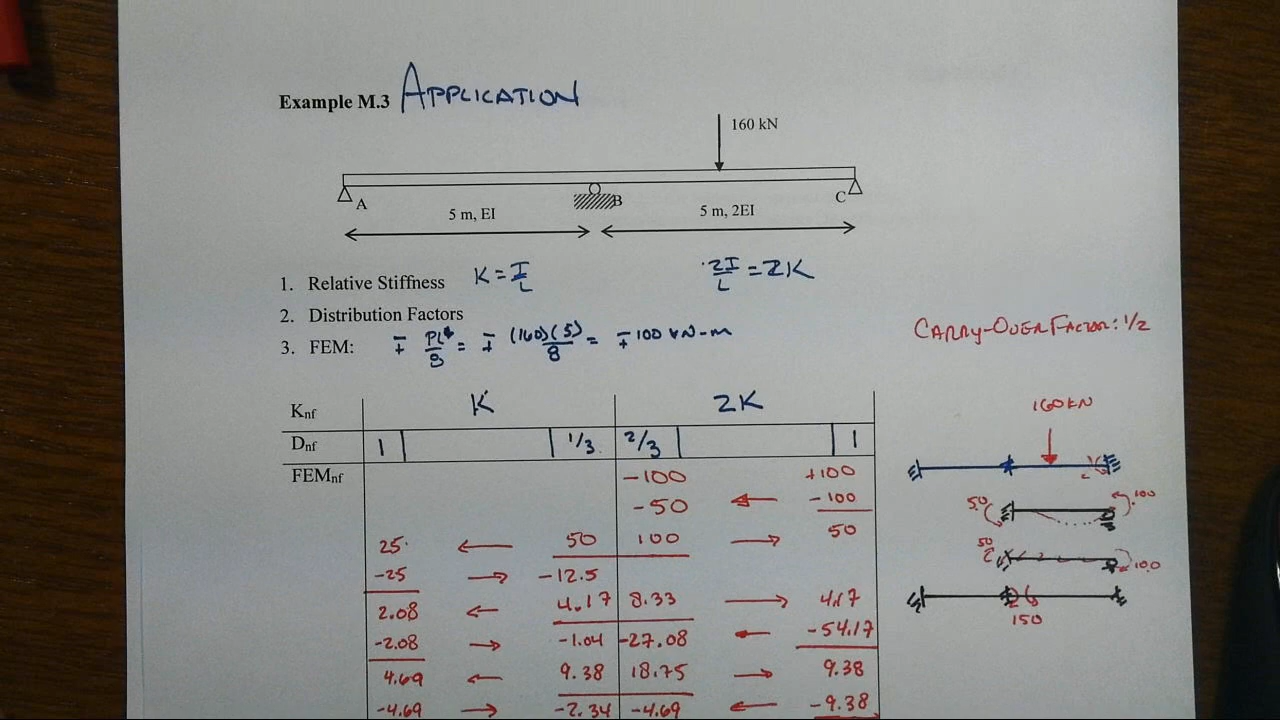 Example M.3 APPLICATION
160 kN
A B C
5 m, EI 5 m, 2EI
1. Relative Stiffness K = I/L 2I/L = 2K
2. Distribution Factors
3. FEM: ∓ PL/8 = ∓ (160)(5)/8 = ∓100 kN-m
CARRY-OVER FACTOR: 1/2
Knf K 2K
Dnf 1 1/3 2/3 1
FEMnf -100 +100
-50 ← -100
25 ← 50 100 → 50
-25 → -12.5
2.08 ← 4.17 8.33 → 4.17
-2.08 → -1.04 -27.08 ← -54.17
4.69 ← 9.38 18.75 → 9.38
-4.69 → -2.34 -4.69 ← -9.38
160 kN
50 100
50 100
150